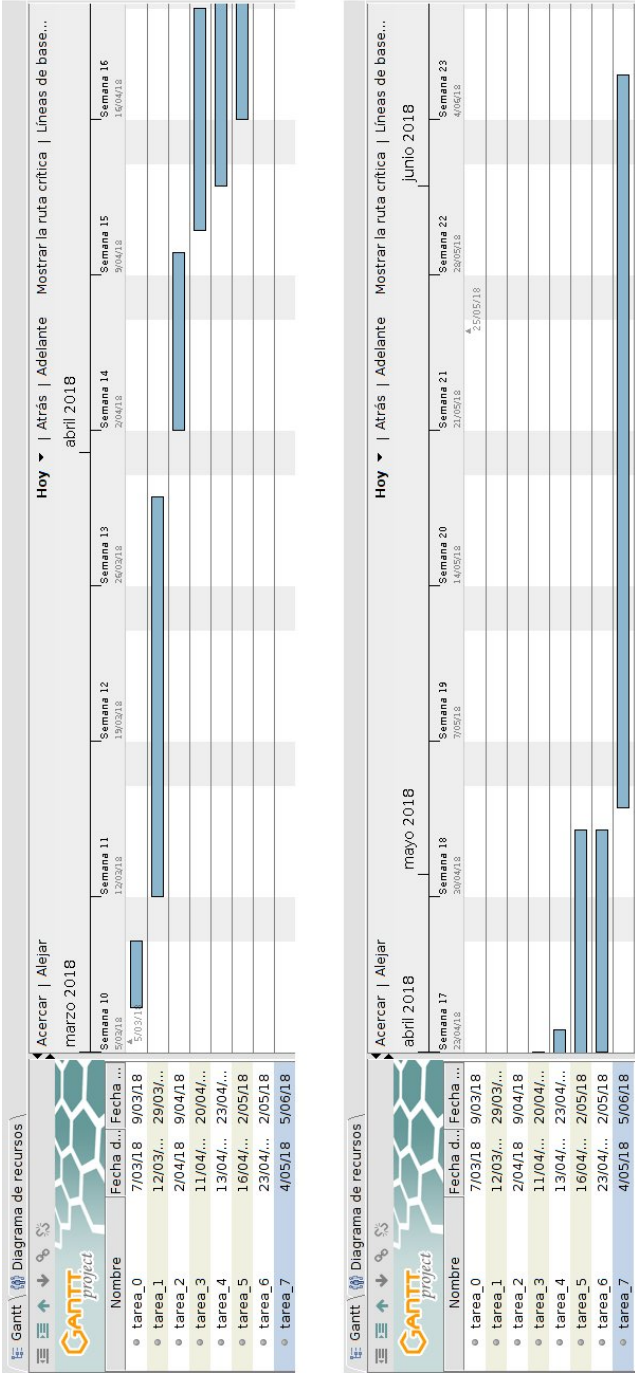 Gantt
Diagrama de recursos
GANTT
project
Nombre
Fecha d...
Fecha ...
tarea_0 7/03/18 9/03/18
tarea_1 12/03/... 29/03/...
tarea_2 2/04/18 9/04/18
tarea_3 11/04/... 20/04/...
tarea_4 13/04/... 23/04/...
tarea_5 16/04/... 2/05/18
tarea_6 23/04/... 2/05/18
tarea_7 4/05/18 5/06/18
Acercar | Alejar
Hoy | Atrás | Adelante
Mostrar la ruta crítica | Líneas de base...
marzo 2018
abril 2018
Semana 10
Semana 11
Semana 12
Semana 13
Semana 14
Semana 15
Semana 16
5/03/18
12/03/18
19/03/18
26/03/18
2/04/18
9/04/18
16/04/18
5/03/18
Gantt
Diagrama de recursos
GANTT
project
Nombre
Fecha d...
Fecha ...
tarea_0 7/03/18 9/03/18
tarea_1 12/03/... 29/03/...
tarea_2 2/04/18 9/04/18
tarea_3 11/04/... 20/04/...
tarea_4 13/04/... 23/04/...
tarea_5 16/04/... 2/05/18
tarea_6 23/04/... 2/05/18
tarea_7 4/05/18 5/06/18
Acercar | Alejar
Hoy | Atrás | Adelante
Mostrar la ruta crítica | Líneas de base...
abril 2018
mayo 2018
junio 2018
Semana 17
Semana 18
Semana 19
Semana 20
Semana 21
Semana 22
Semana 23
23/04/18
30/04/18
7/05/18
14/05/18
21/05/18
28/05/18
4/06/18
25/05/18